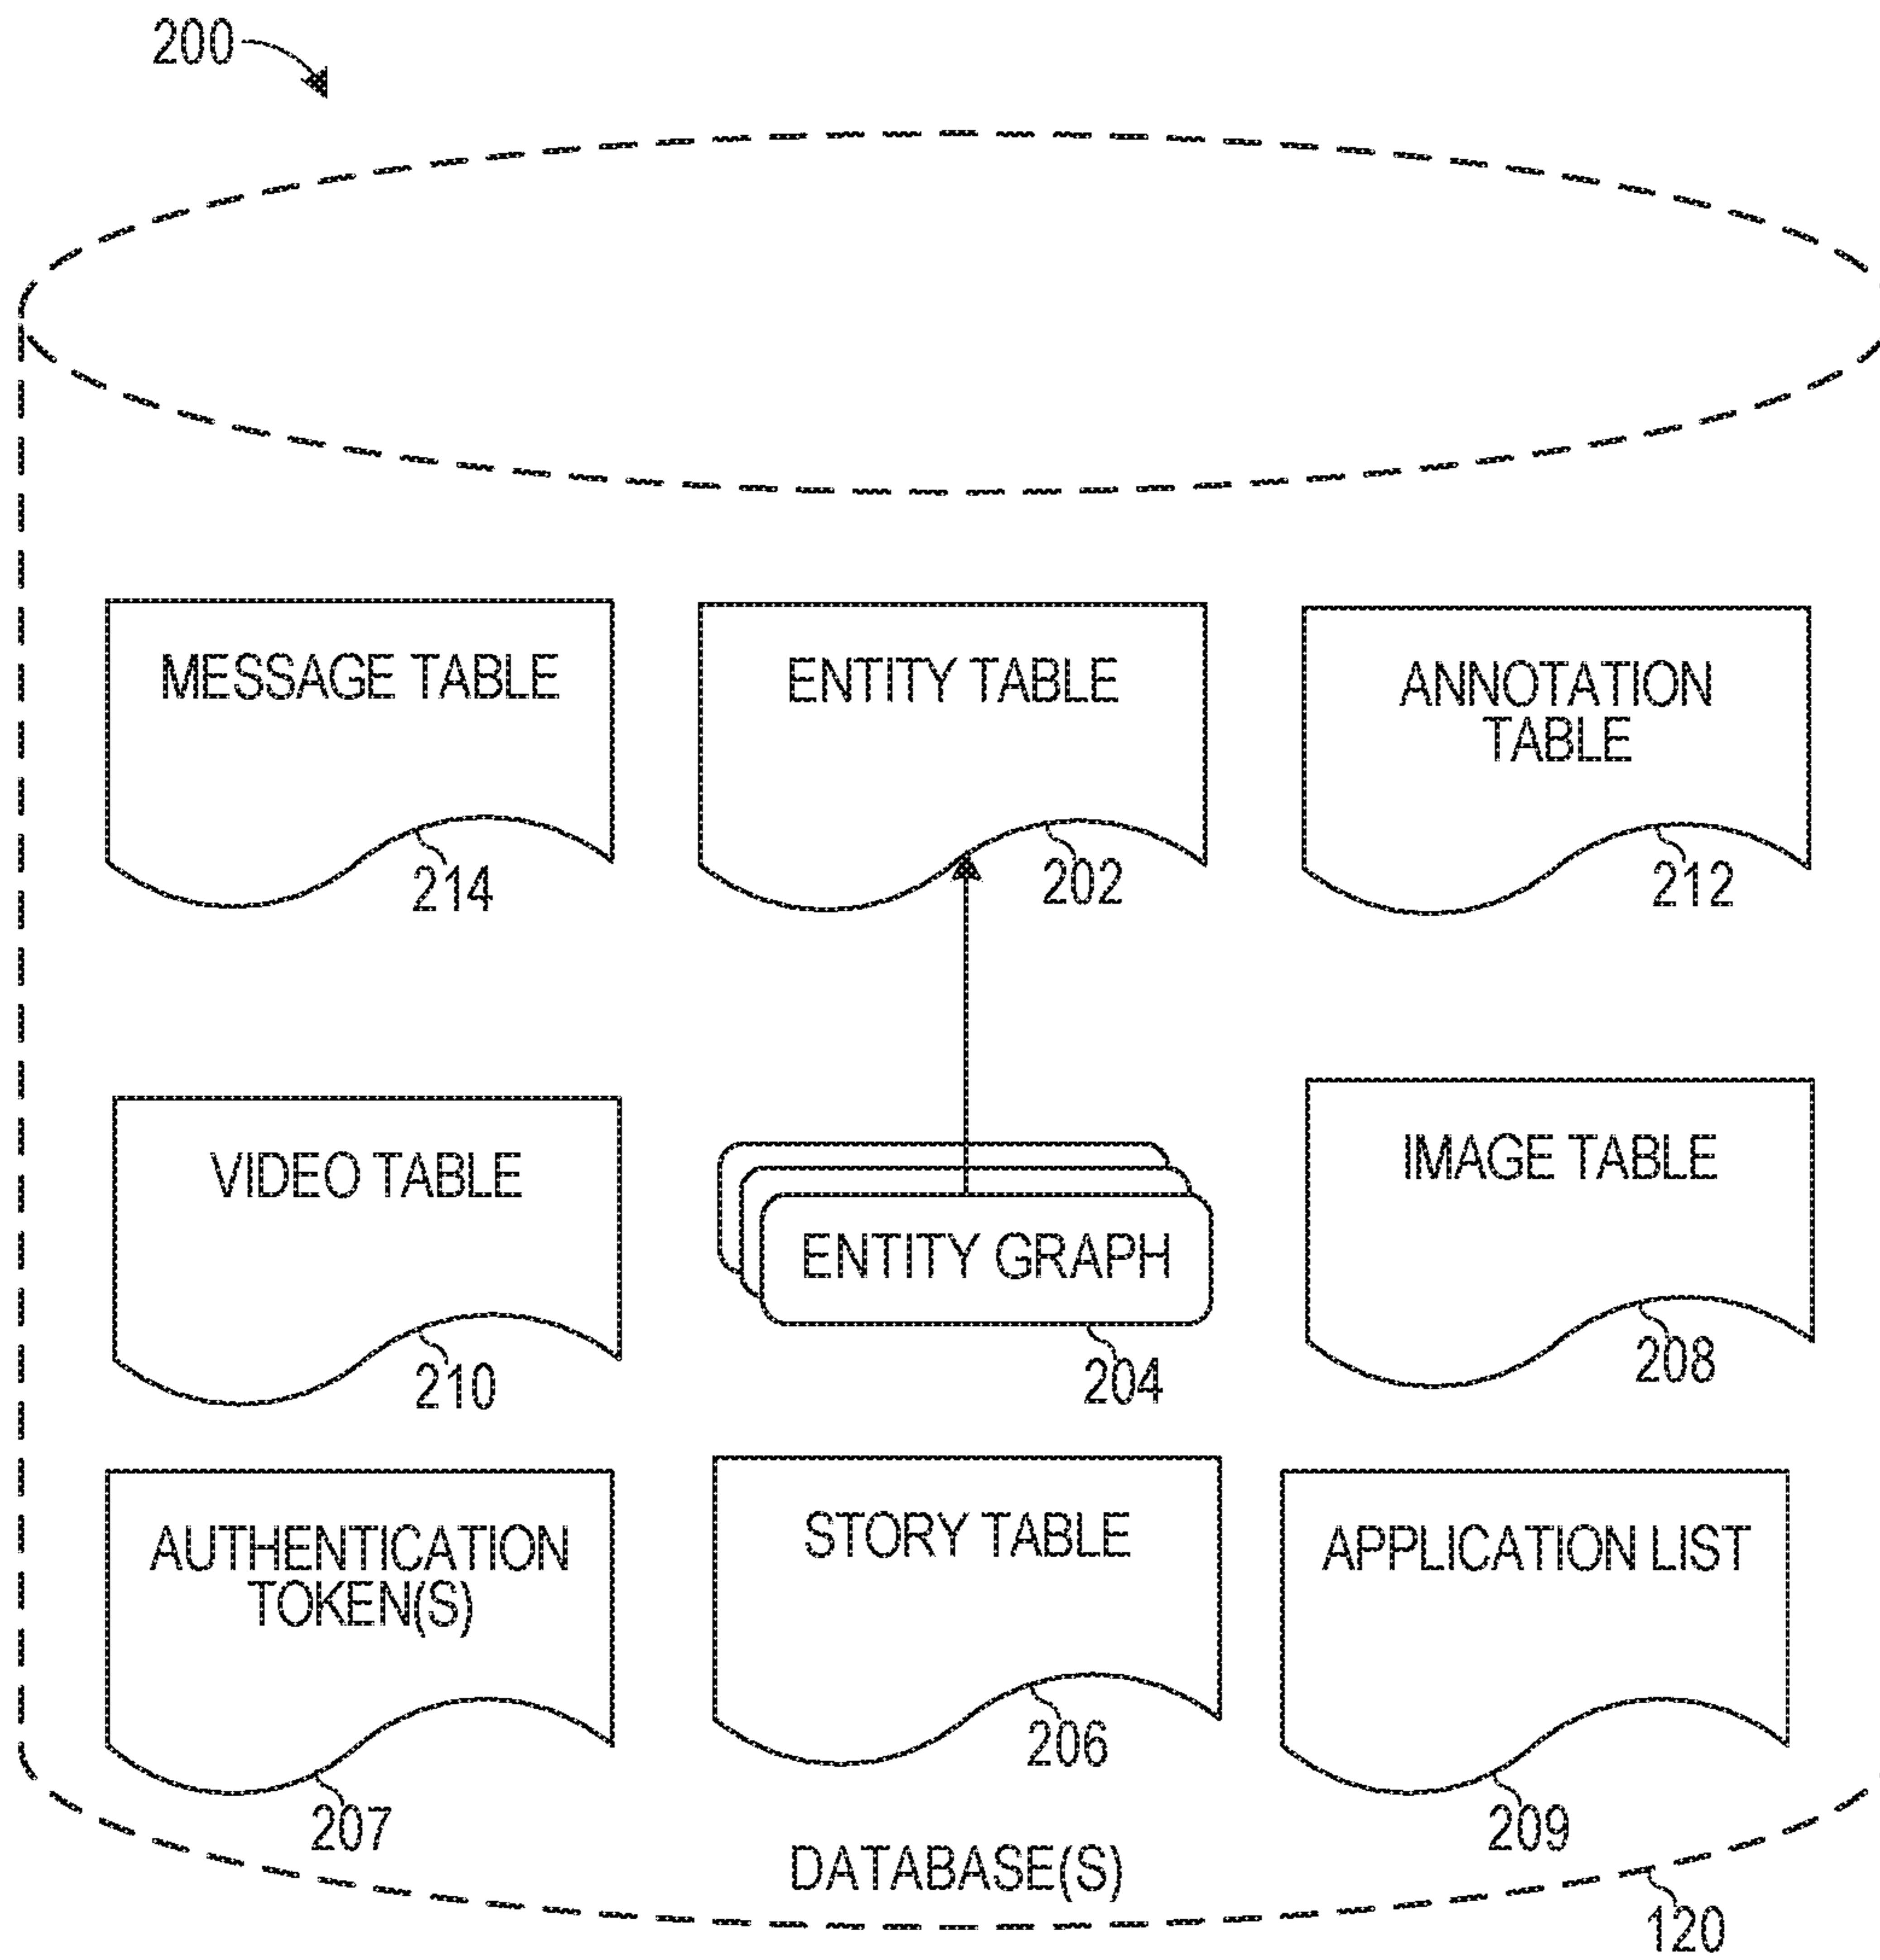 200
MESSAGE TABLE
214
ENTITY TABLE
202
ANNOTATION
TABLE
212
VIDEO TABLE
210
ENTITY GRAPH
204
IMAGE TABLE
208
AUTHENTICATION
TOKEN(S)
207
STORY TABLE
206
APPLICATION LIST
209
DATABASE(S)
120